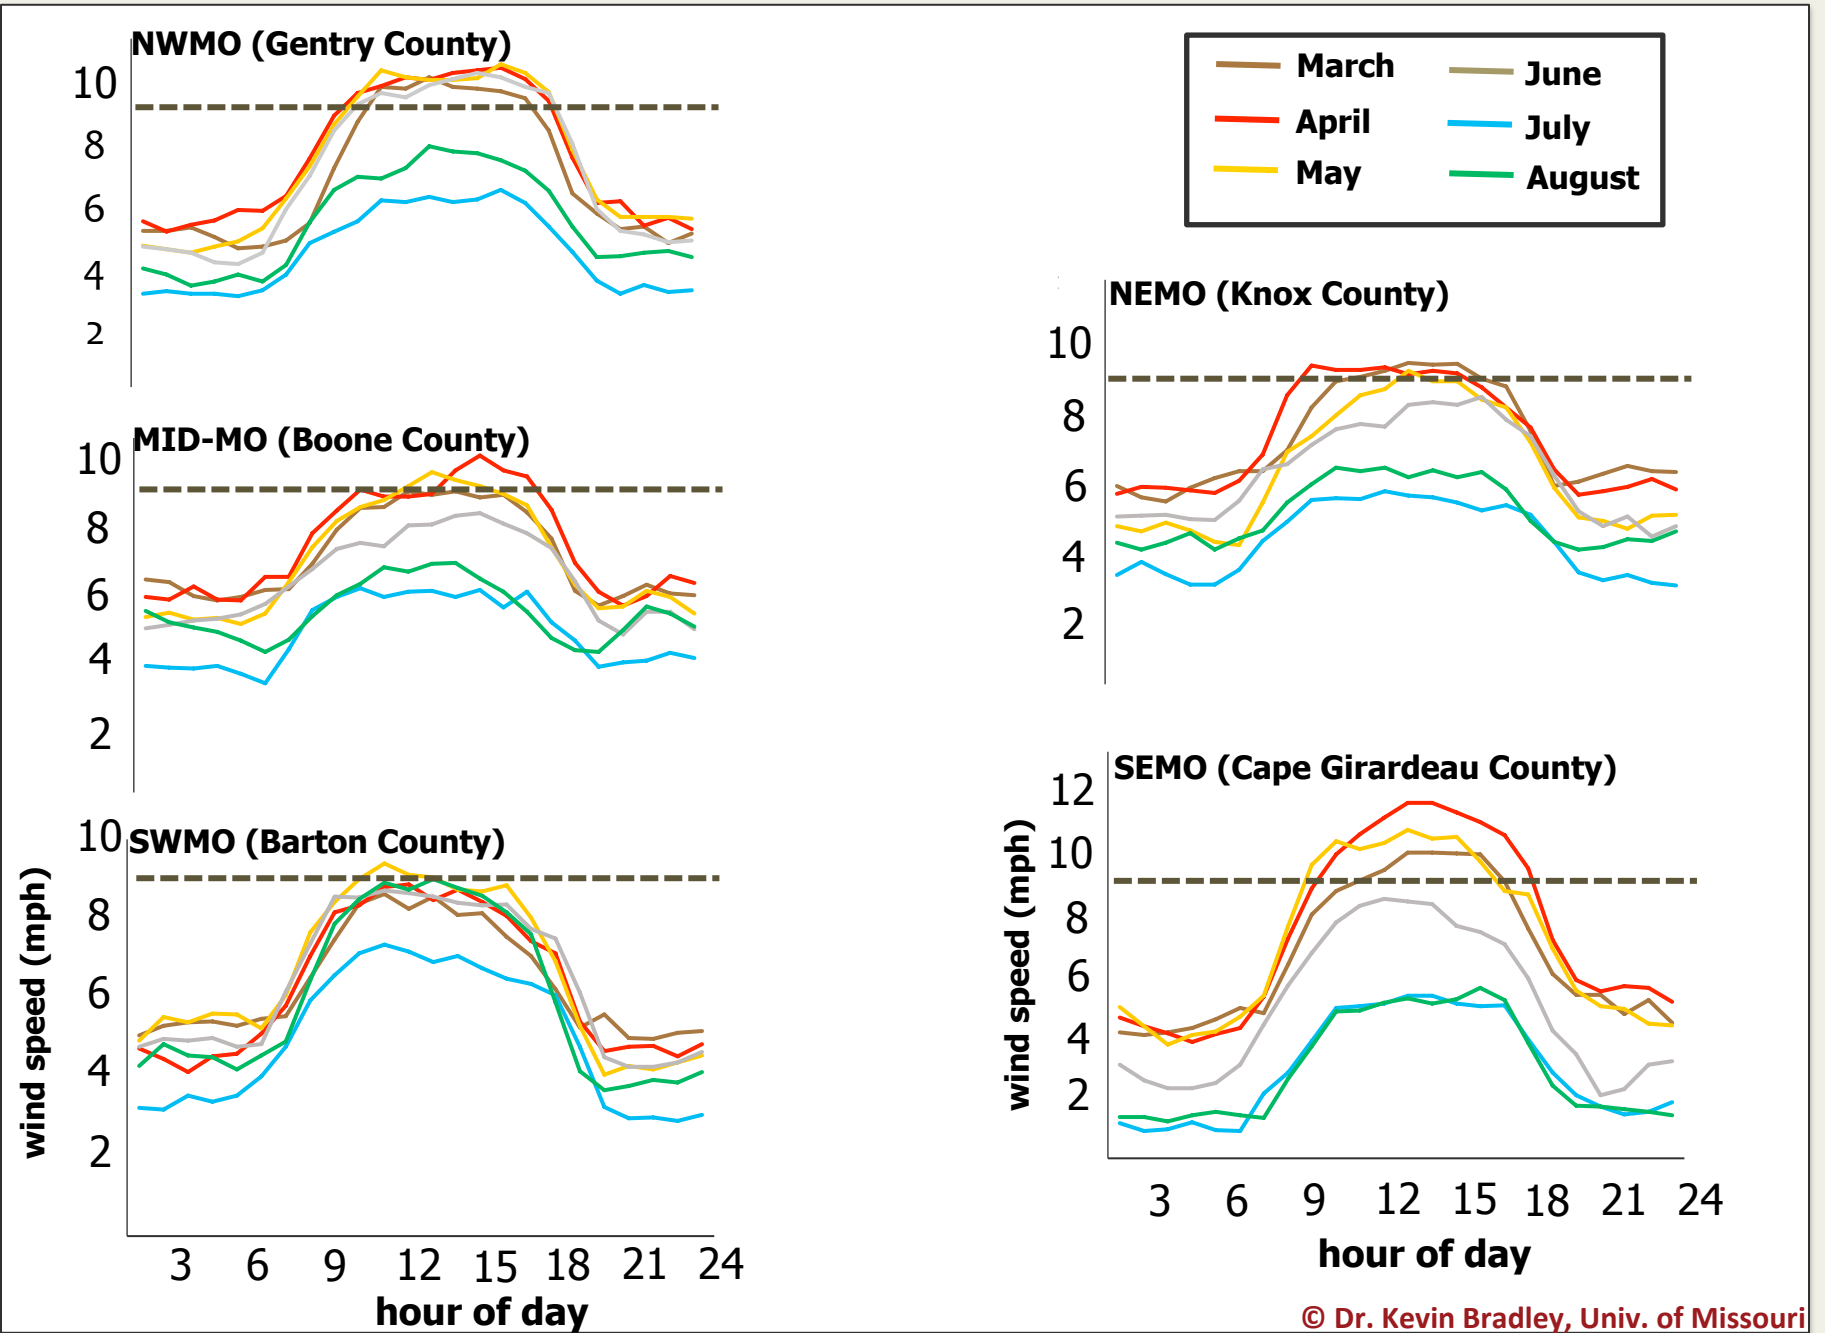 NWMO (Gentry County)
10
8
6
4
2
March
April
May
June
July
August
NEMO (Knox County)
10
8
6
4
2
MID-MO (Boone County)
10
8
6
4
2
SWMO (Barton County)
10
8
6
4
2
wind speed (mph)
3 6 9 12 15 18 21 24
hour of day
SEMO (Cape Girardeau County)
12
10
8
6
4
2
wind speed (mph)
3 6 9 12 15 18 21 24
hour of day
© Dr. Kevin Bradley, Univ. of Missouri